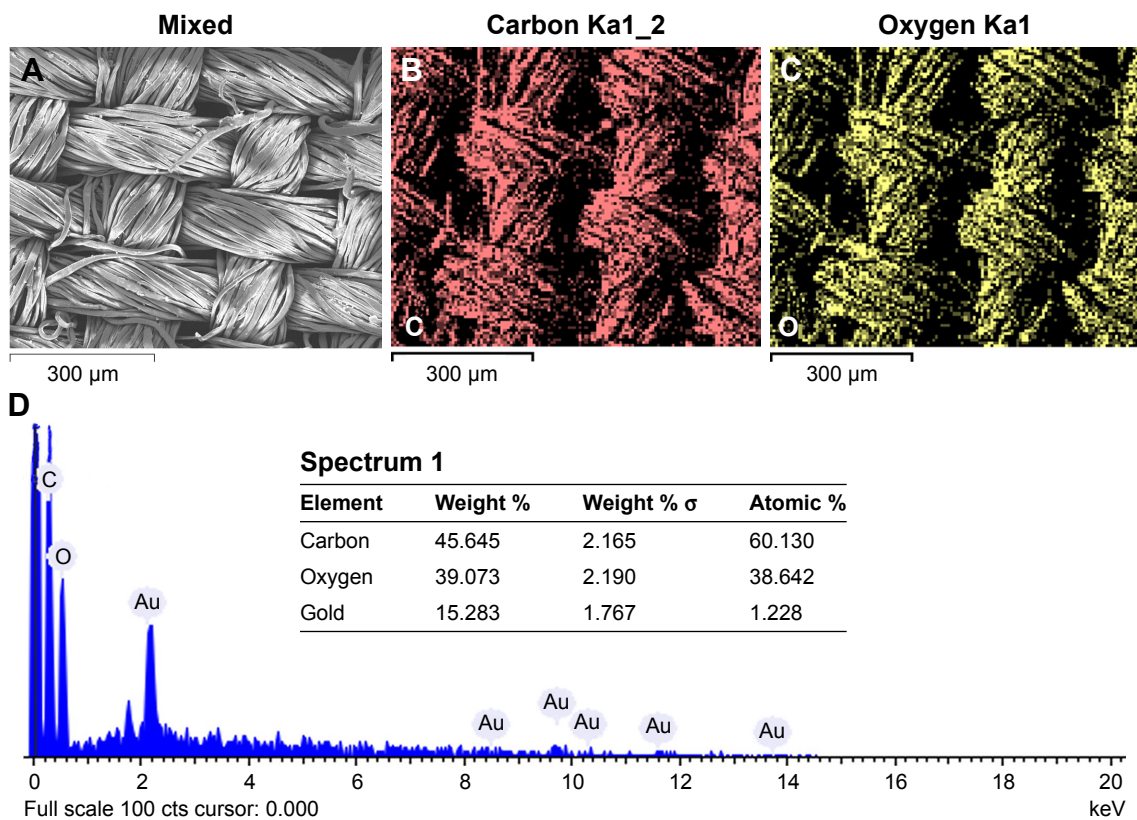 Mixed
Carbon Ka1_2
Oxygen Ka1
A
B
C
C
O
300 µm
300 µm
300 µm
D
Spectrum 1
Element Weight % Weight % σ Atomic %
Carbon 45.645 2.165 60.130
Oxygen 39.073 2.190 38.642
Gold 15.283 1.767 1.228
C
O
Au
Au
Au
Au
Au
Au
0 2 4 6 8 10 12 14 16 18 20
Full scale 100 cts cursor: 0.000
keV